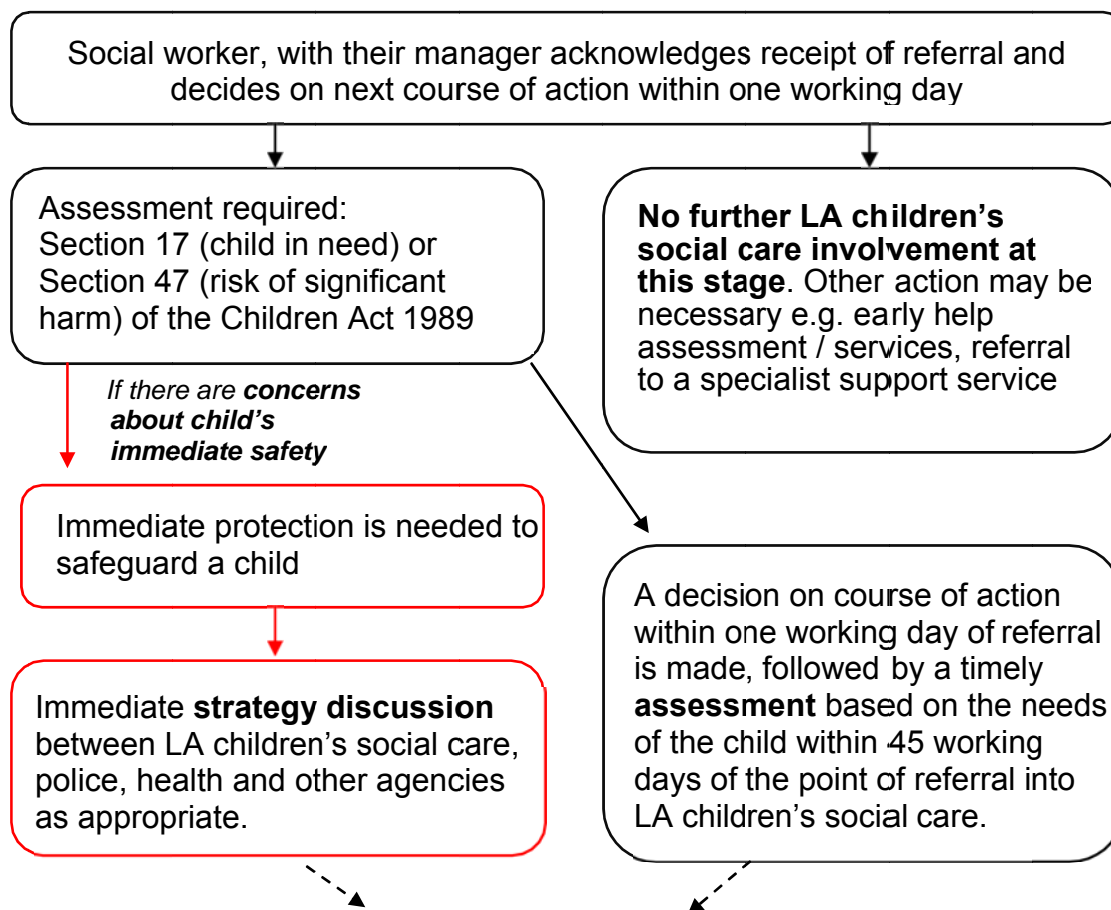 Social worker, with their manager acknowledges receipt of referral and
decides on next course of action within one working day
Assessment required:
Section 17 (child in need) or
Section 47 (risk of significant
harm) of the Children Act 1989
No further LA children’s
social care involvement at
this stage. Other action may be
necessary e.g. early help
assessment / services, referral
to a specialist support service
If there are concerns
about child’s
immediate safety
Immediate protection is needed to
safeguard a child
A decision on course of action
within one working day of referral
is made, followed by a timely
assessment based on the needs
of the child within 45 working
days of the point of referral into
LA children’s social care.
Immediate strategy discussion
between LA children’s social care,
police, health and other agencies
as appropriate.